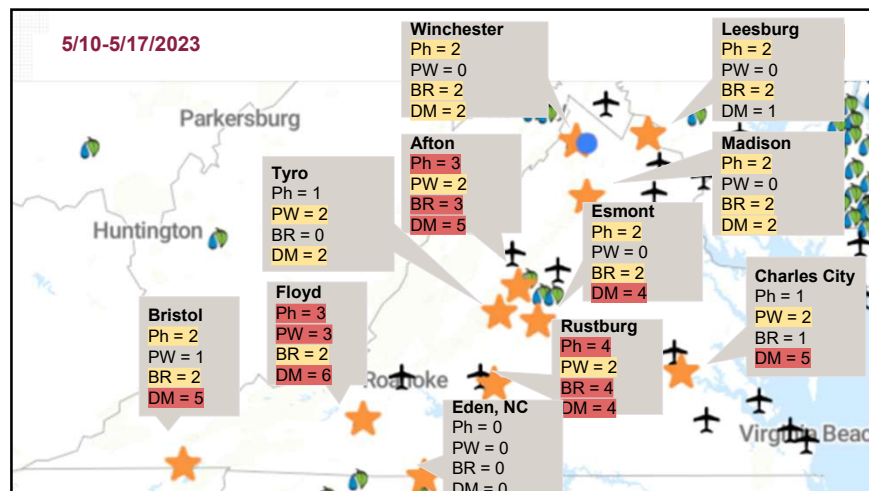 5/10-5/17/2023
Winchester
Ph = 2
PW = 0
BR = 2
DM = 2
Leesburg
Ph = 2
PW = 0
BR = 2
DM = 1
Parkersburg
Afton
Ph = 3
PW = 2
BR = 3
DM = 5
Madison
Ph = 2
PW = 0
BR = 2
DM = 2
Tyro
Ph = 1
PW = 2
BR = 0
DM = 2
Huntington
Esmont
Ph = 2
PW = 0
BR = 2
DM = 4
Charles City
Ph = 1
PW = 2
BR = 1
DM = 5
Floyd
Ph = 3
PW = 3
BR = 2
DM = 6
Bristol
Ph = 2
PW = 1
BR = 2
DM = 5
Rustburg
Ph = 4
PW = 2
BR = 4
DM = 4
Roanoke
Eden, NC
Ph = 0
PW = 0
BR = 0
DM = 0
Virginia Beac